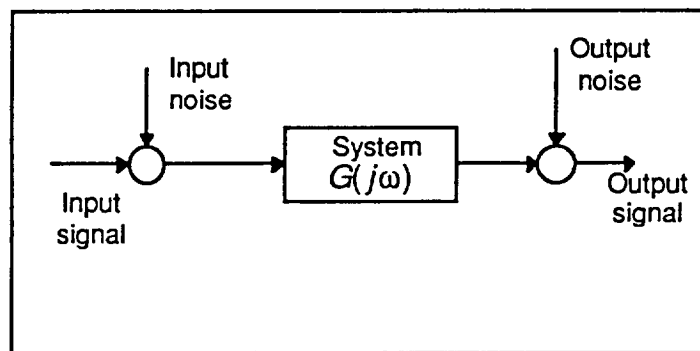 Input
noise
Output
noise
System
G(jω)
Input
signal
Output
signal